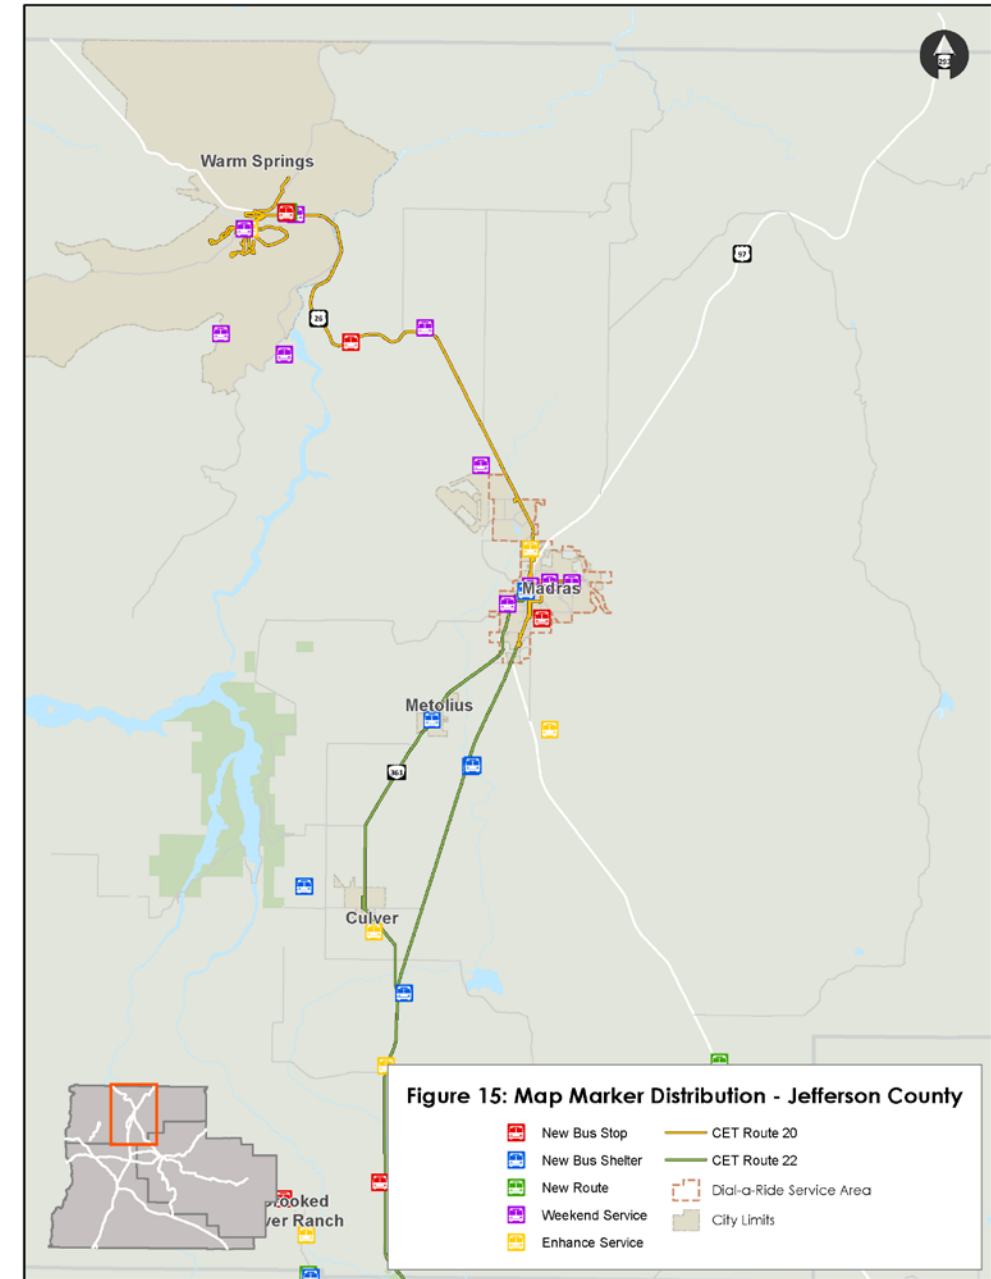 Warm Springs
97
26
Madras
Metolius
361
Culver
rooked
ver Ranch
Figure 15: Map Marker Distribution - Jefferson County
New Bus Stop
New Bus Shelter
New Route
Weekend Service
Enhance Service
CET Route 20
CET Route 22
Dial-a-Ride Service Area
City Limits